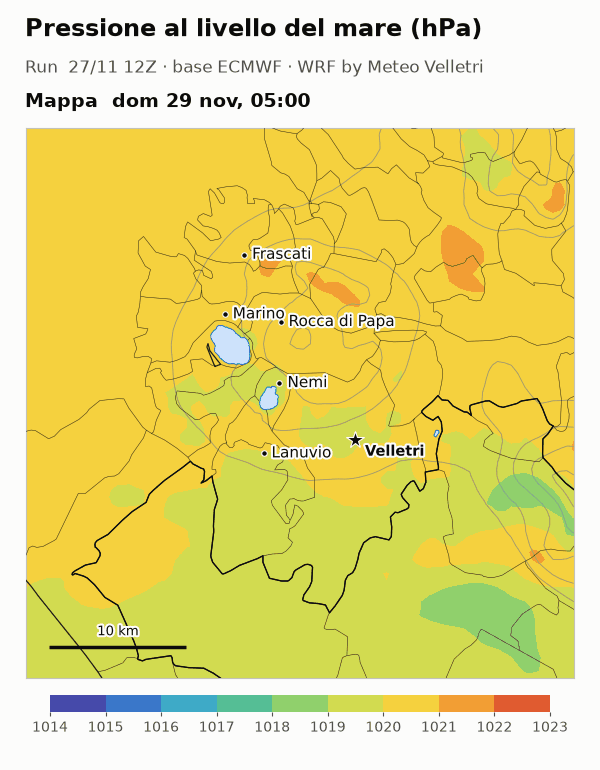 Pressione al livello del mare (hPa)
Run  27/11 12Z · base ECMWF · WRF by Meteo Velletri
Mappa  dom 29 nov, 05:00
Frascati
Marino
Rocca di Papa
Nemi
Velletri
Lanuvio
10 km
1014 1015 1016 1017 1018 1019 1020 1021 1022 1023